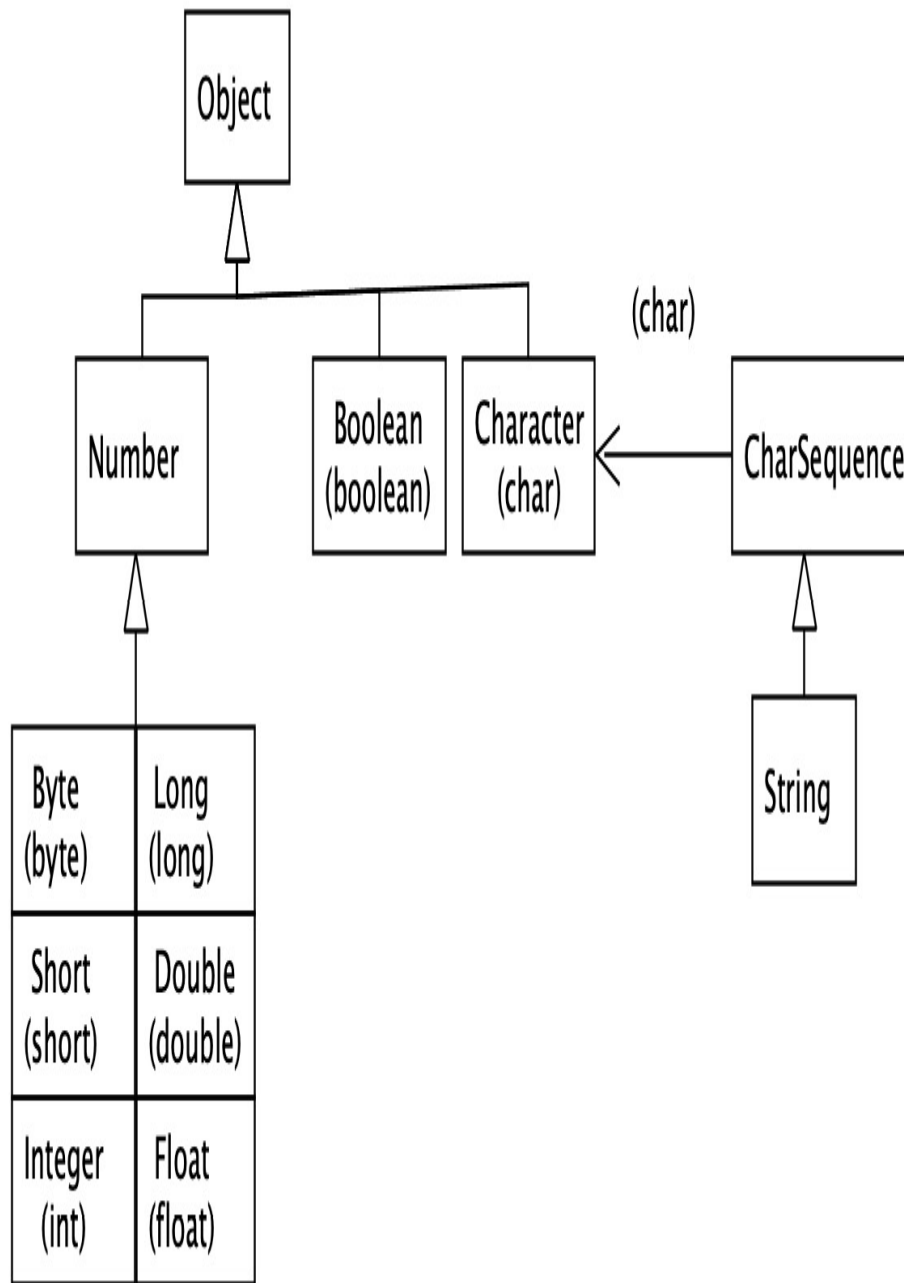 Object
(char)
Number
Boolean
(boolean)
Character
(char)
CharSequence
Byte
(byte)
Long
(long)
String
Short
(short)
Double
(double)
Integer
(int)
Float
(float)